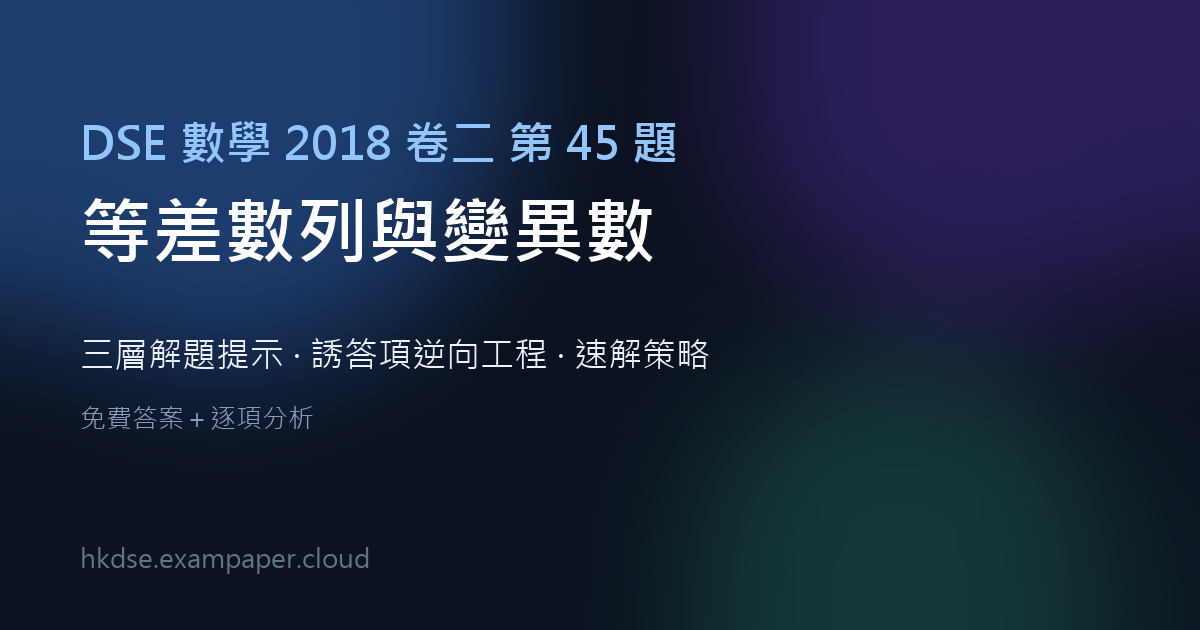 DSE 數學 2018 卷二 第 45 題
等差數列與變異數
三層解題提示 · 誘答項逆向工程 · 速解策略
免費答案 + 逐項分析
hkdse.exampaper.cloud